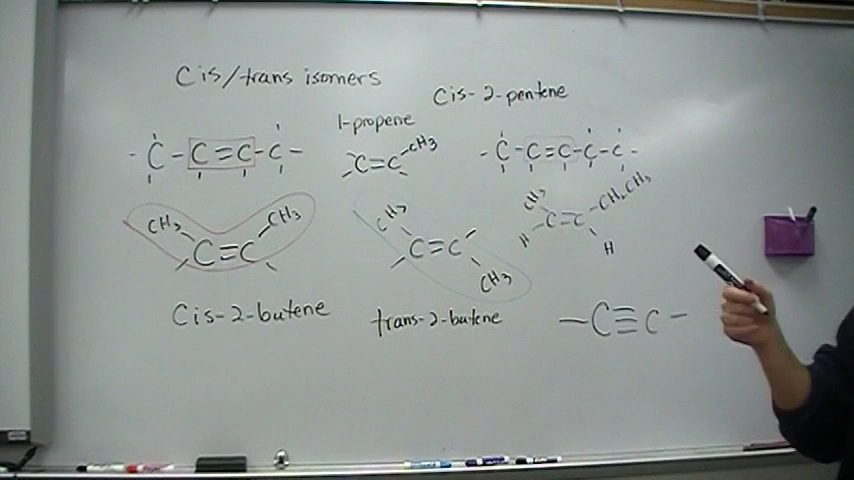 Cis/trans isomers
Cis-2-pentene
1-propene
- C - C = C - C -
C = C - CH3
- C - C = C - C - C -
CH3 CH3
C = C
CH3
C = C
CH3
CH3 CH2CH3
H - C = C
H
Cis-2-butene
trans-2-butene
- C ≡ C -